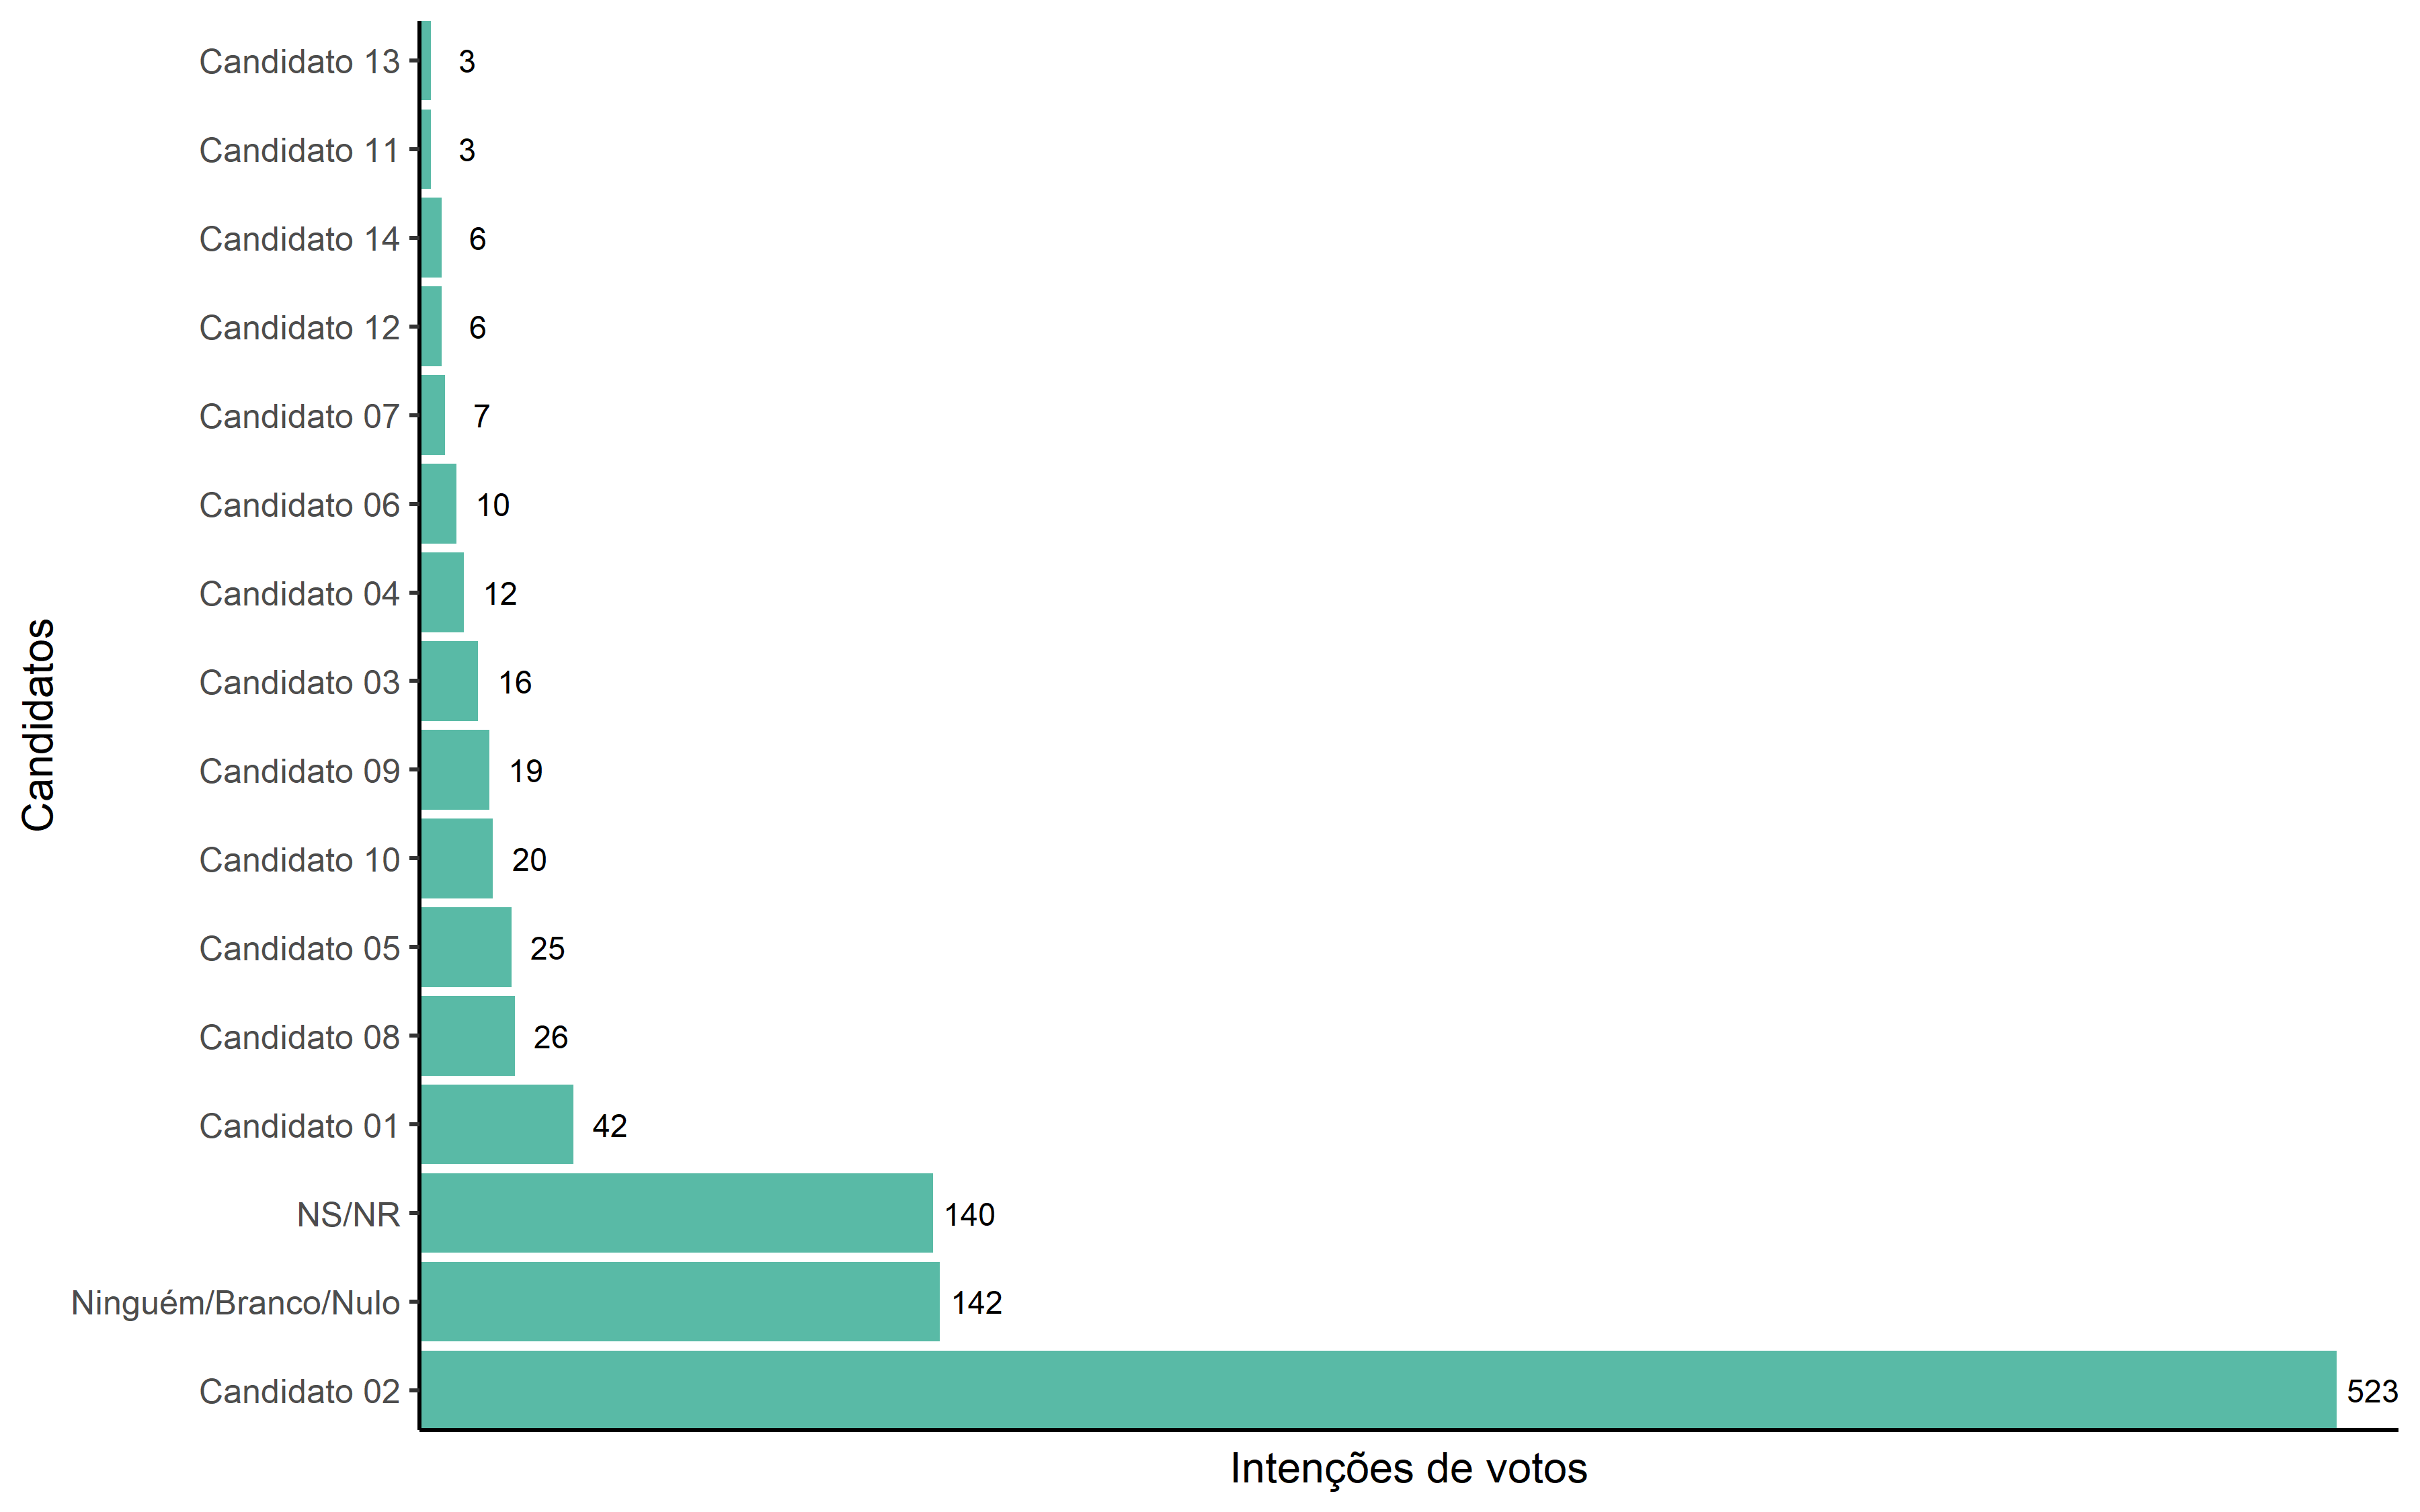 Candidato 13 3
Candidato 11 3
Candidato 14 6
Candidato 12 6
Candidato 07 7
Candidato 06 10
Candidato 04 12
Candidato 03 16
Candidato 09 19
Candidato 10 20
Candidato 05 25
Candidato 08 26
Candidato 01 42
NS/NR 140
Ninguém/Branco/Nulo 142
Candidato 02 523
Candidatos
Intenções de votos